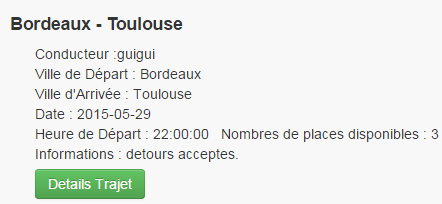 Bordeaux - Toulouse
Conducteur :guigui
Ville de Départ : Bordeaux
Ville d'Arrivée : Toulouse
Date : 2015-05-29
Heure de Départ : 22:00:00   Nombres de places disponibles : 3
Informations : detours acceptes.
Details Trajet